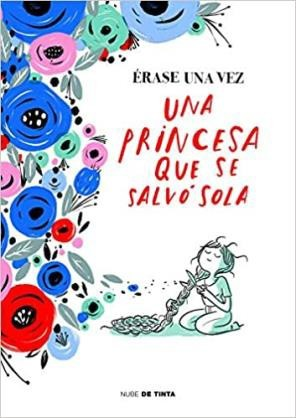 ÉRASE UNA VEZ
UNA
PRINCESA
QUE SE
SALVÓ SOLA
NUBE DE TINTA